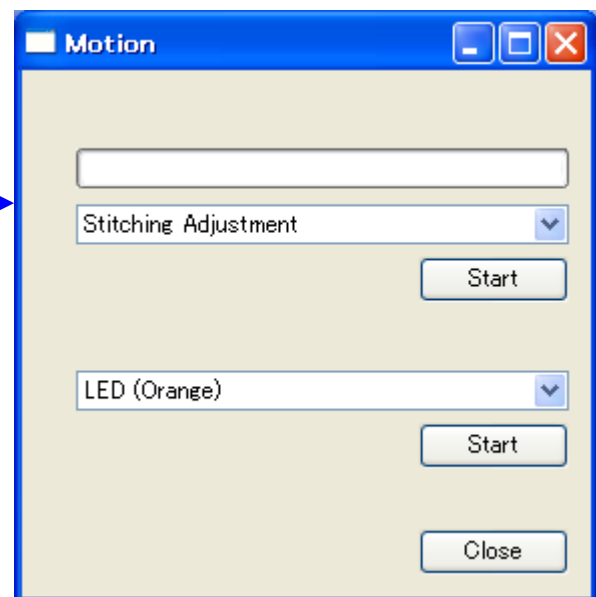 Motion
Stitching Adjustment
Start
LED (Orange)
Start
Close